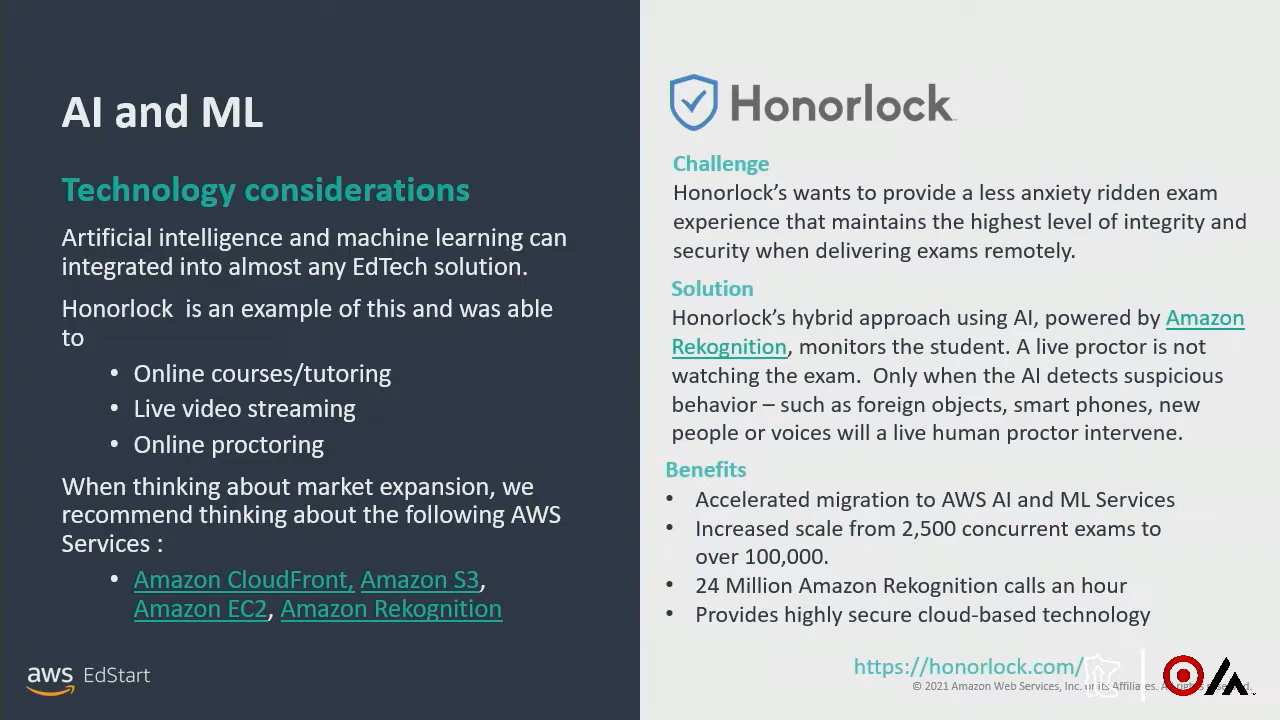 AI and ML
Technology considerations
Artificial intelligence and machine learning can
integrated into almost any EdTech solution.
Honorlock is an example of this and was able
to
• Online courses/tutoring
• Live video streaming
• Online proctoring
When thinking about market expansion, we
recommend thinking about the following AWS
Services :
• Amazon CloudFront, Amazon S3,
Amazon EC2, Amazon Rekognition
aws EdStart
Honorlock
Challenge
Honorlock's wants to provide a less anxiety ridden exam
experience that maintains the highest level of integrity and
security when delivering exams remotely.
Solution
Honorlock's hybrid approach using AI, powered by Amazon
Rekognition, monitors the student. A live proctor is not
watching the exam. Only when the AI detects suspicious
behavior – such as foreign objects, smart phones, new
people or voices will a live human proctor intervene.
Benefits
• Accelerated migration to AWS AI and ML Services
• Increased scale from 2,500 concurrent exams to
over 100,000.
• 24 Million Amazon Rekognition calls an hour
• Provides highly secure cloud-based technology
https://honorlock.com/
© 2021 Amazon Web Services, Inc. or its Affiliates. All rights reserved.